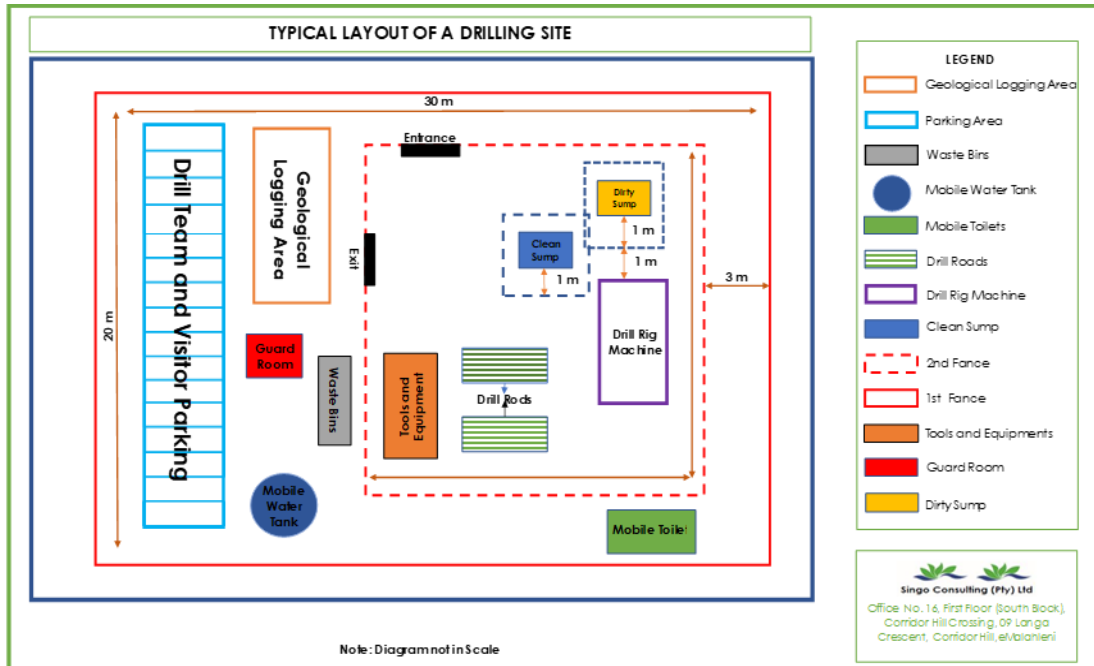 TYPICAL LAYOUT OF A DRILLING SITE
30 m
20 m
Drill Team and Visitor Parking
Geological
Logging Area
Entrance
Exit
Dirty
Sump
1 m
Clean
Sump
1 m
1 m
3 m
Drill Rig
Machine
Guard
Room
Waste Bins
Tools and
Equipment
Drill Rods
Mobile
Water
Tank
Mobile Toilet
Note: Diagram not in Scale
LEGEND
Geological Logging Area
Parking Area
Waste Bins
Mobile Water Tank
Mobile Toilets
Drill Roads
Drill Rig Machine
Clean Sump
2nd Fance
1st Fance
Tools and Equipments
Guard Room
Dirty Sump
Singo Consulting (Pty) Ltd
Office No. 16, First Floor (South Block),
Corridor Hill Crossing, 09 Langa
Crescent, Corridor Hill, eMalahleni